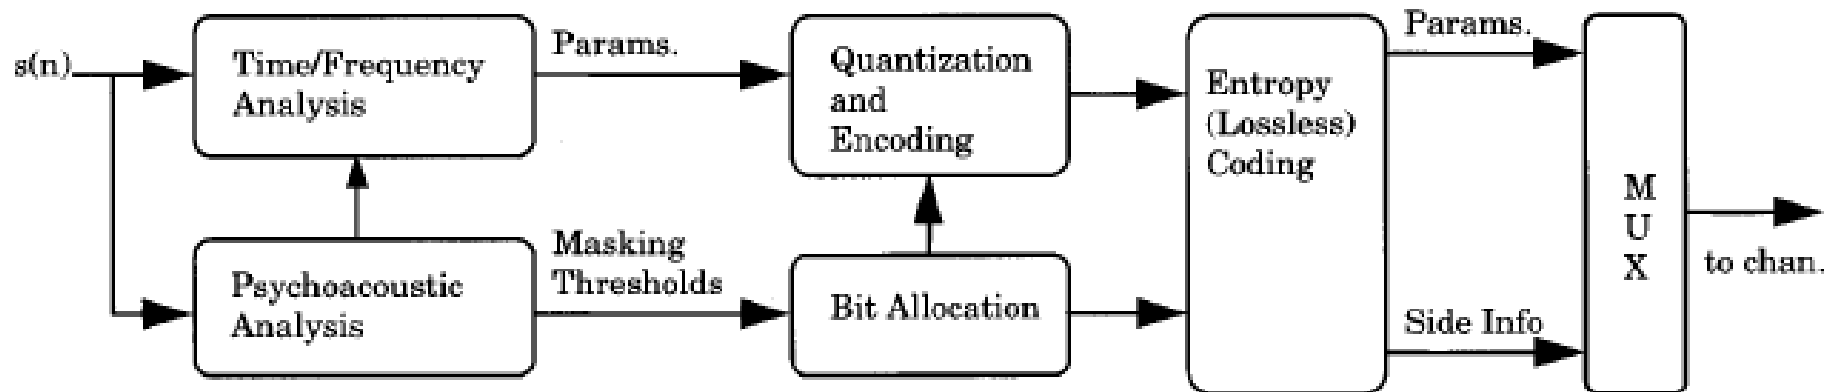 s(n)
Time/Frequency
Analysis
Params.
Quantization
and
Encoding
Entropy
(Lossless)
Coding
Params.
M
U
X
to chan.
Psychoacoustic
Analysis
Masking
Thresholds
Bit Allocation
Side Info